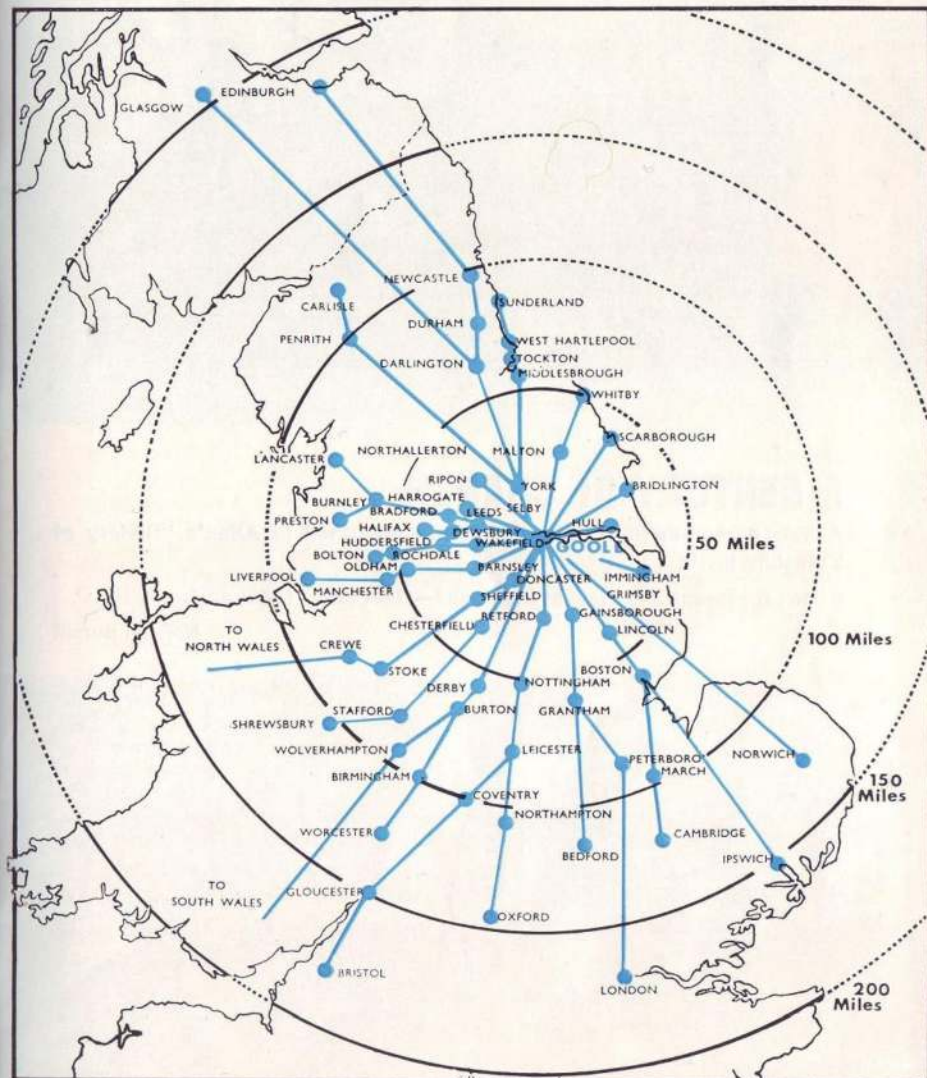 GLASGOW
EDINBURGH
NEWCASTLE
CARLISLE
SUNDERLAND
DURHAM
PENRITH
WEST HARTLEPOOL
STOCKTON
DARLINGTON
MIDDLESBROUGH
WHITBY
SCARBOROUGH
NORTHALLERTON
MALTON
LANCASTER
RIPON
YORK
BRIDLINGTON
BURNLEY
HARROGATE
SELBY
BRADFORD
LEEDS
PRESTON
HALIFAX
DEWSBURY
HULL
HUDDERSFIELD
WAKEFIELD
GOOLE
50 Miles
BOLTON
ROCHDALE
OLDHAM
BARNSLEY
LIVERPOOL
MANCHESTER
DONCASTER
IMMINGHAM
SHEFFIELD
GRIMSBY
RETFORD
GAINSBOROUGH
CHESTERFIELD
LINCOLN
TO
NORTH WALES
100 Miles
CREWE
STOKE
BOSTON
DERBY
NOTTINGHAM
STAFFORD
BURTON
GRANTHAM
SHREWSBURY
WOLVERHAMPTON
LEICESTER
NORWICH
PETERBORO'
BIRMINGHAM
MARCH
150
Miles
COVENTRY
NORTHAMPTON
WORCESTER
CAMBRIDGE
BEDFORD
IPSWICH
TO
SOUTH WALES
GLOUCESTER
OXFORD
BRISTOL
LONDON
200
Miles